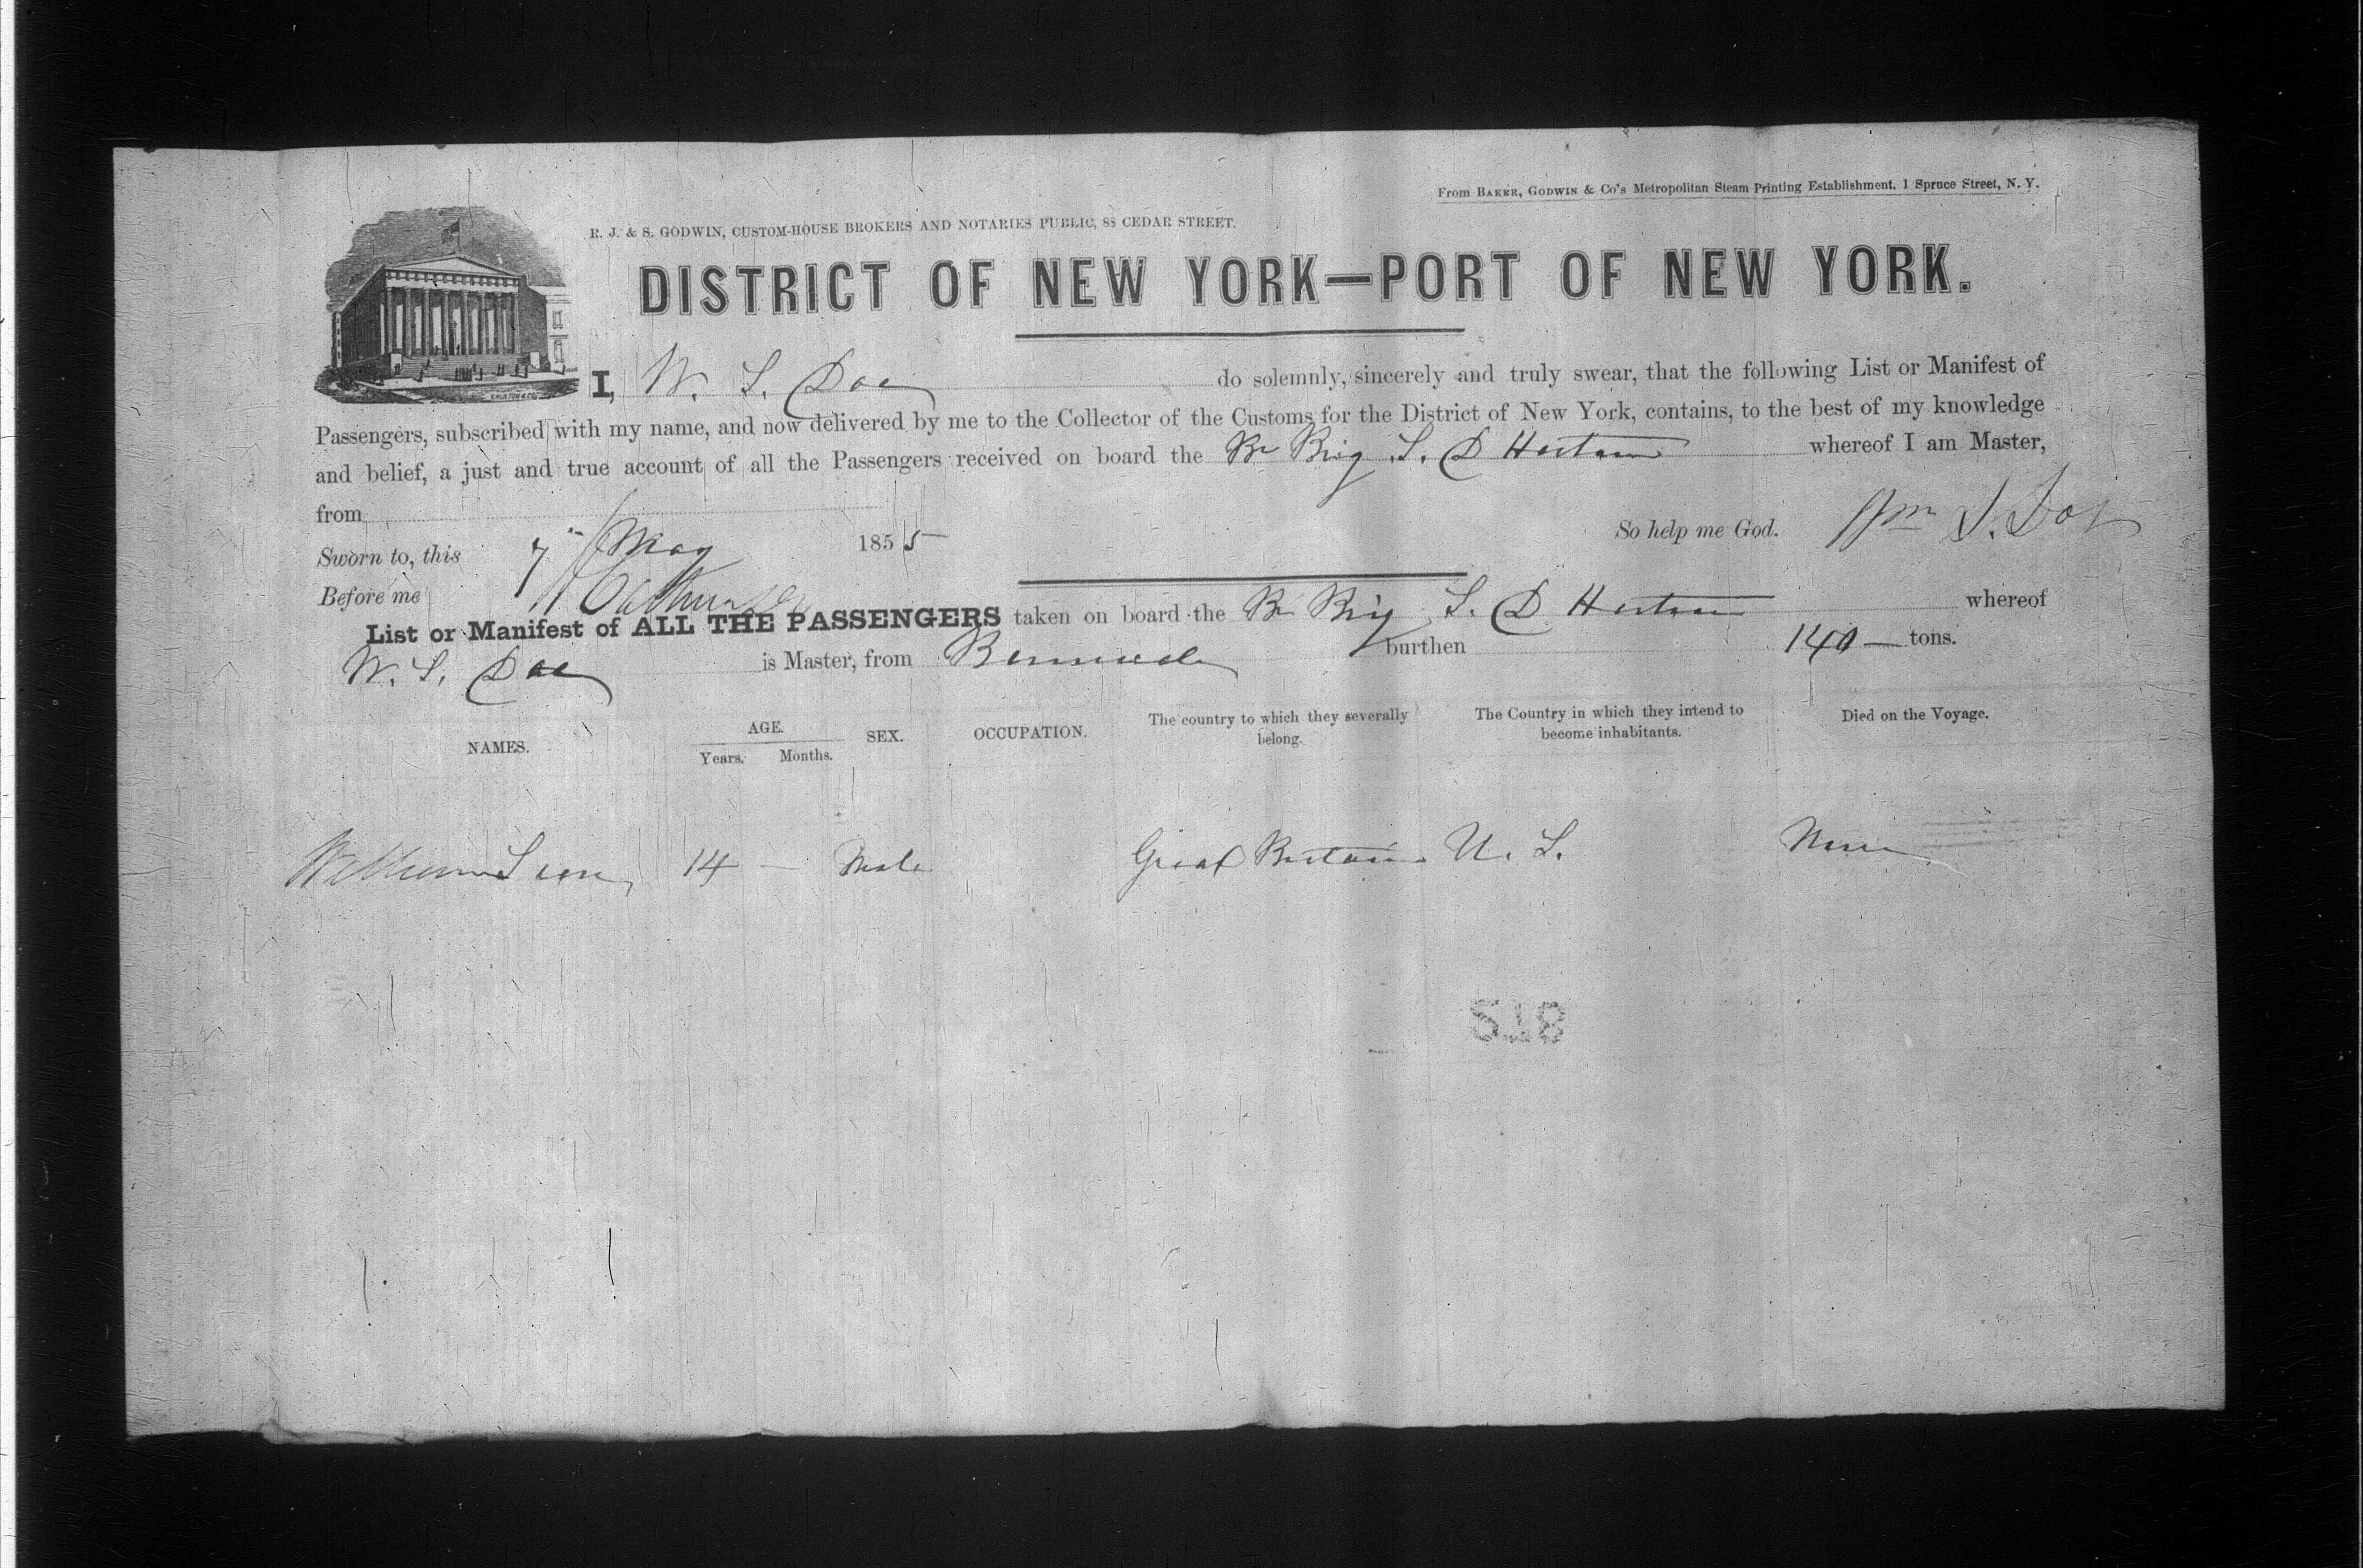 From BAKER, GODWIN & Co's Metropolitan Steam Printing Establishment, 1 Spruce Street, N. Y.
R. J. & S. GODWIN, CUSTOM-HOUSE BROKERS AND NOTARIES PUBLIC, 88 CEDAR STREET.
DISTRICT OF NEW YORK—PORT OF NEW YORK.
I, W. S. Doe do solemnly, sincerely and truly swear, that the following List or Manifest of
Passengers, subscribed with my name, and now delivered by me to the Collector of the Customs for the District of New York, contains, to the best of my knowledge
and belief, a just and true account of all the Passengers received on board the Br Brig S. D whereof I am Master,
from
So help me God. Wm S. Doe
Sworn to, this 7 May 1855
Before me
List or Manifest of ALL THE PASSENGERS taken on board the Br Brig S. D whereof
W. S. Doe is Master, from burthen 140 — tons.
NAMES. AGE. Years. Months. SEX. OCCUPATION. The country to which they severally belong. The Country in which they intend to become inhabitants. Died on the Voyage.
William 14 — Male Great Britain U. S. None
518